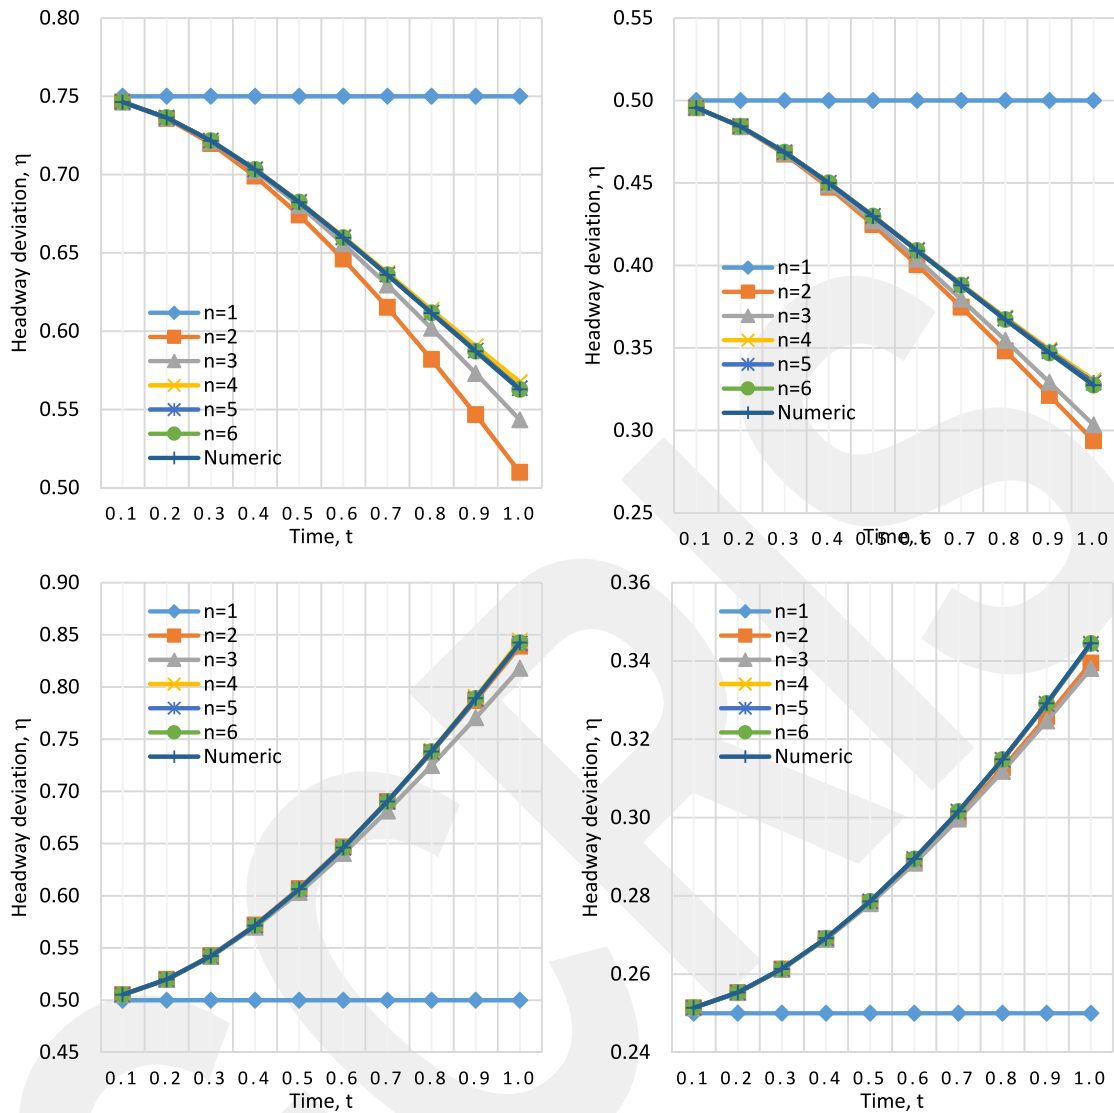 0.80
0.75
0.70
0.65
0.60
0.55
0.50
Headway deviation, η
n=1
n=2
n=3
n=4
n=5
n=6
Numeric
0.1 0.2 0.3 0.4 0.5 0.6 0.7 0.8 0.9 1.0
Time, t
0.55
0.50
0.45
0.40
0.35
0.30
0.25
Headway deviation, η
n=1
n=2
n=3
n=4
n=5
n=6
Numeric
0.1 0.2 0.3 0.4 0.5 0.6 0.7 0.8 0.9 1.0
Time, t
0.90
0.85
0.80
0.75
0.70
0.65
0.60
0.55
0.50
0.45
Headway deviation, η
n=1
n=2
n=3
n=4
n=5
n=6
Numeric
0.1 0.2 0.3 0.4 0.5 0.6 0.7 0.8 0.9 1.0
Time, t
0.36
0.34
0.32
0.30
0.28
0.26
0.24
Headway deviation, η
n=1
n=2
n=3
n=4
n=5
n=6
Numeric
0.1 0.2 0.3 0.4 0.5 0.6 0.7 0.8 0.9 1.0
Time, t